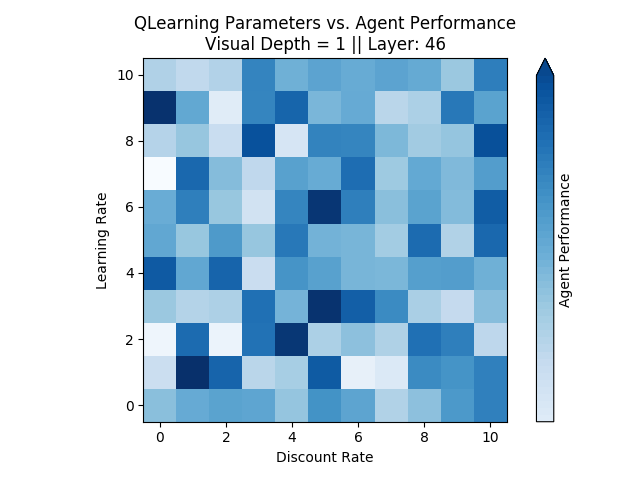 QLearning Parameters vs. Agent Performance
Visual Depth = 1 || Layer: 46
10
8
6
4
2
0
Learning Rate
0 2 4 6 8 10
Discount Rate
Agent Performance